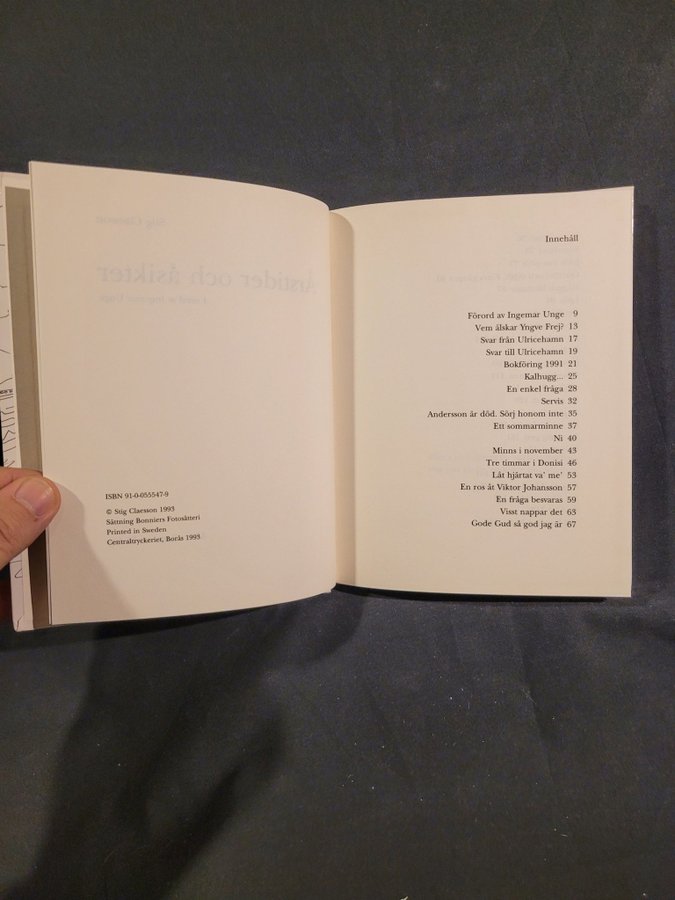 ISBN 91-0-055547-9
© Stig Claesson 1993
Sättning Bonniers Fotosätteri
Printed in Sweden
Centraltryckeriet, Borås 1993
Innehåll
Förord av Ingemar Unge 9
Vem älskar Yngve Frej? 13
Svar från Ulricehamn 17
Svar till Ulricehamn 19
Bokföring 1991 21
Kalhugg... 25
En enkel fråga 28
Servis 32
Andersson är död. Sörj honom inte 35
Ett sommarminne 37
Ni 40
Minns i november 43
Tre timmar i Donisi 46
Låt hjärtat va' me' 53
En ros åt Viktor Johansson 57
En fråga besvaras 59
Visst nappar det 63
Gode Gud så god jag är 67